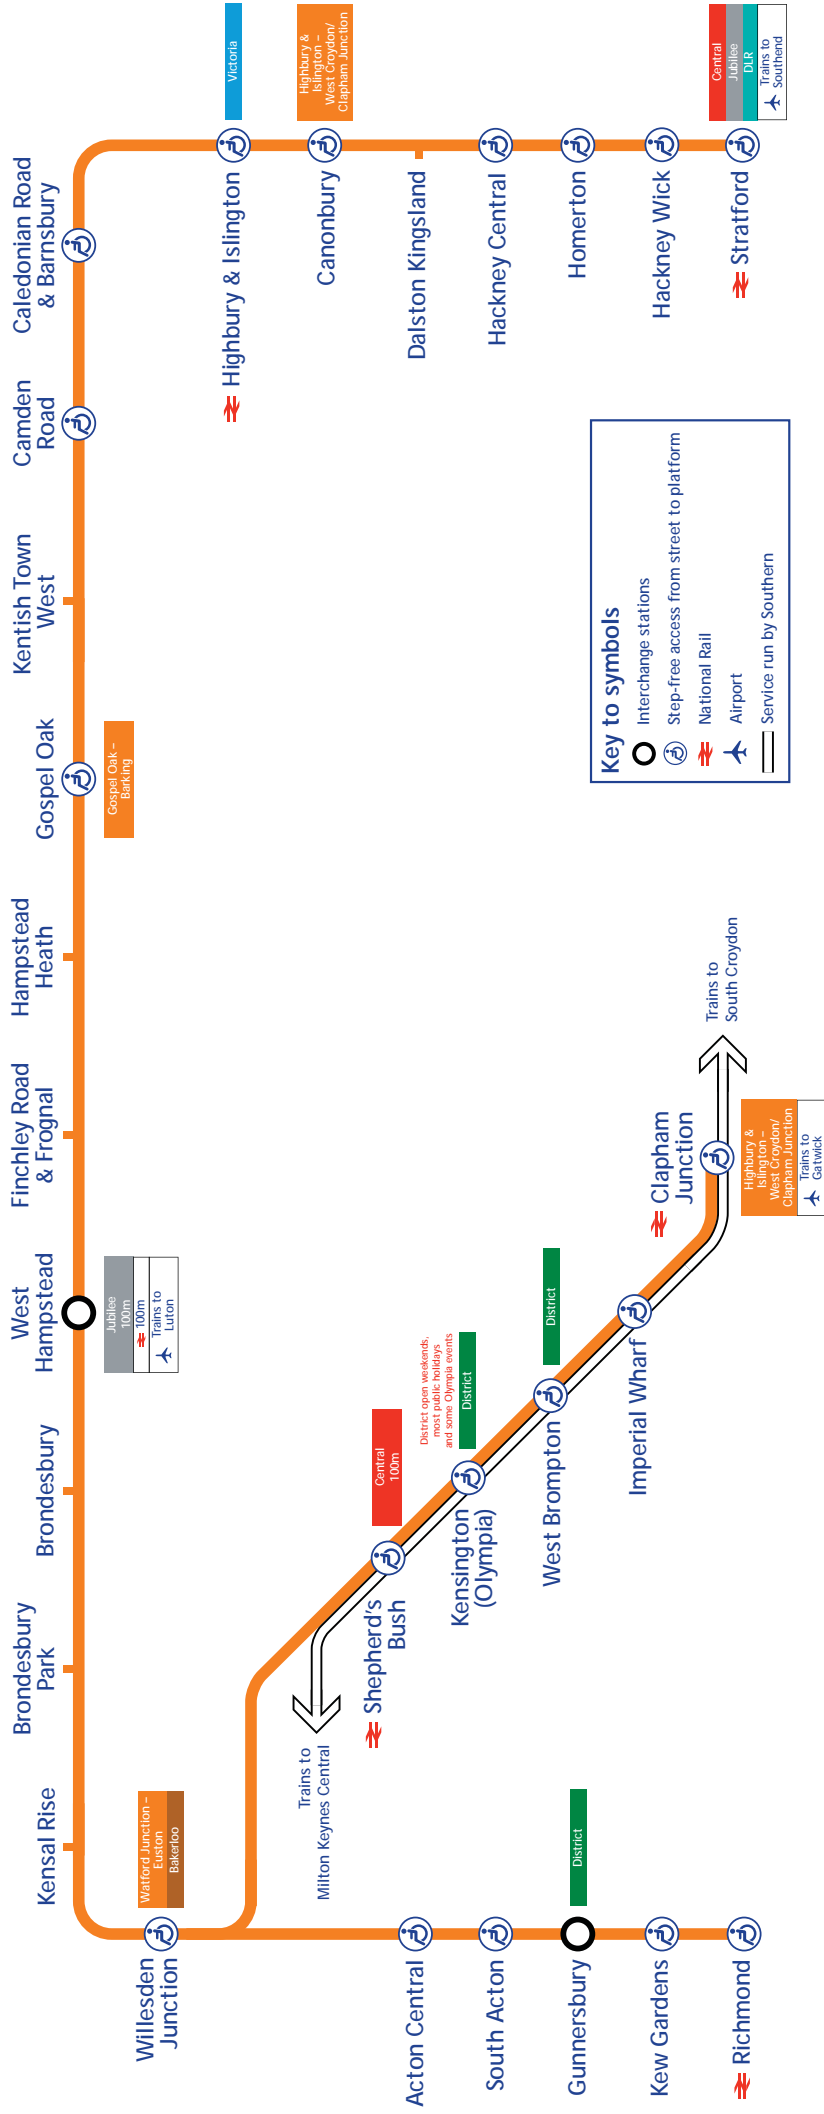 Richmond
Kew Gardens
Gunnersbury
District
South Acton
Acton Central
Willesden
Junction
Watford Junction –
Euston
Bakerloo
Kensal Rise
Brondesbury
Park
Brondesbury
West
Hampstead
Jubilee
100m
100m
Trains to
Luton
Finchley Road
& Frognal
Hampstead
Heath
Gospel Oak
Gospel Oak –
Barking
Kentish Town
West
Camden
Road
Caledonian Road
& Barnsbury
Highbury & Islington
Victoria
Canonbury
Highbury &
Islington –
West Croydon/
Clapham Junction
Dalston Kingsland
Hackney Central
Homerton
Hackney Wick
Stratford
Central
Jubilee
DLR
Trains to
Southend
Trains to
Milton Keynes Central
Shepherd's
Bush
Central
100m
Kensington
(Olympia)
District open weekends,
most public holidays
and some Olympia events
District
West Brompton
District
Imperial Wharf
Clapham
Junction
Highbury &
Islington –
West Croydon/
Clapham Junction
Trains to
Gatwick
Trains to
South Croydon
Key to symbols
Interchange stations
Step-free access from street to platform
National Rail
Airport
Service run by Southern